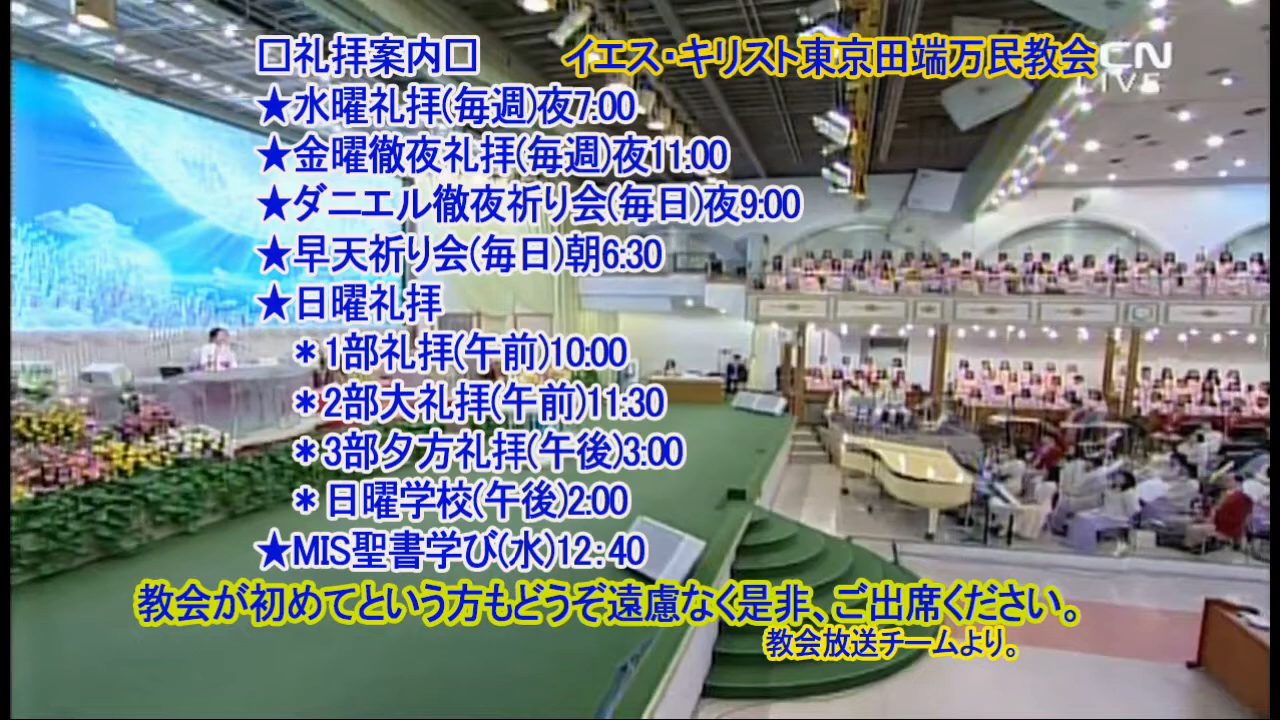 □礼拝案内□ イエス・キリスト東京田端万民教会
CN
LIVE
★水曜礼拝(毎週)夜7:00
★金曜徹夜礼拝(毎週)夜11:00
★ダニエル徹夜祈り会(毎日)夜9:00
★早天祈り会(毎日)朝6:30
★日曜礼拝
*1部礼拝(午前)10:00
*2部大礼拝(午前)11:30
*3部夕方礼拝(午後)3:00
*日曜学校(午後)2:00
★MIS聖書学び(水)12:40
教会が初めてという方もどうぞ遠慮なく是非、ご出席ください。
教会放送チームより。